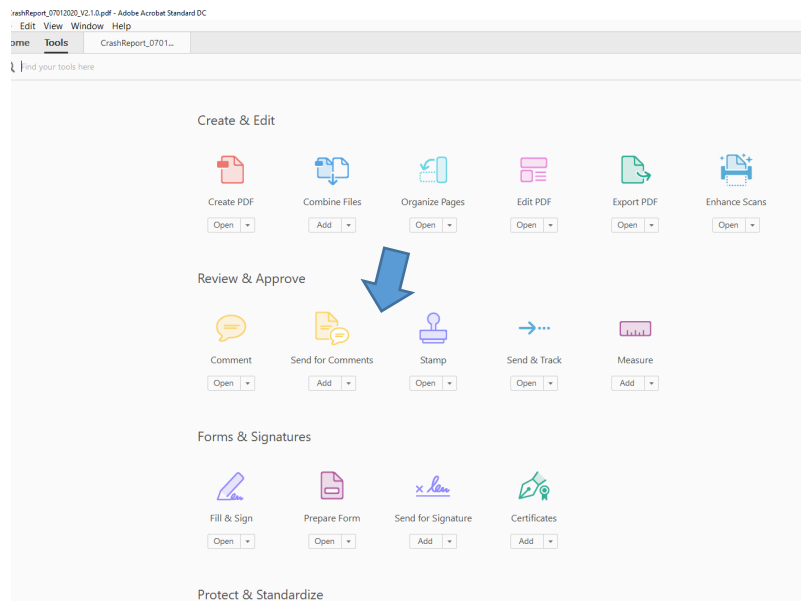 CrashReport_07012020_V2.1.0.pdf - Adobe Acrobat Standard DC
Edit View Window Help
ome Tools CrashReport_0701...
Find your tools here
Create & Edit
Create PDF Combine Files Organize Pages Edit PDF Export PDF Enhance Scans
Open Add Open Open Open Open
Review & Approve
Comment Send for Comments Stamp Send & Track Measure
Open Add Open Open Add
Forms & Signatures
Fill & Sign Prepare Form Send for Signature Certificates
Open Open Add Add
Protect & Standardize